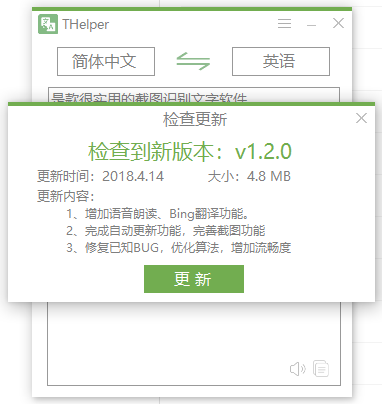 THelper
简体中文
英语
是款很实用的截图识别文字软件
检查更新
检查到新版本：v1.2.0
更新时间：2018.4.14 大小：4.8 MB
更新内容：
1、增加语音朗读、Bing翻译功能。
2、完成自动更新功能，完善截图功能
3、修复已知BUG，优化算法，增加流畅度
更 新